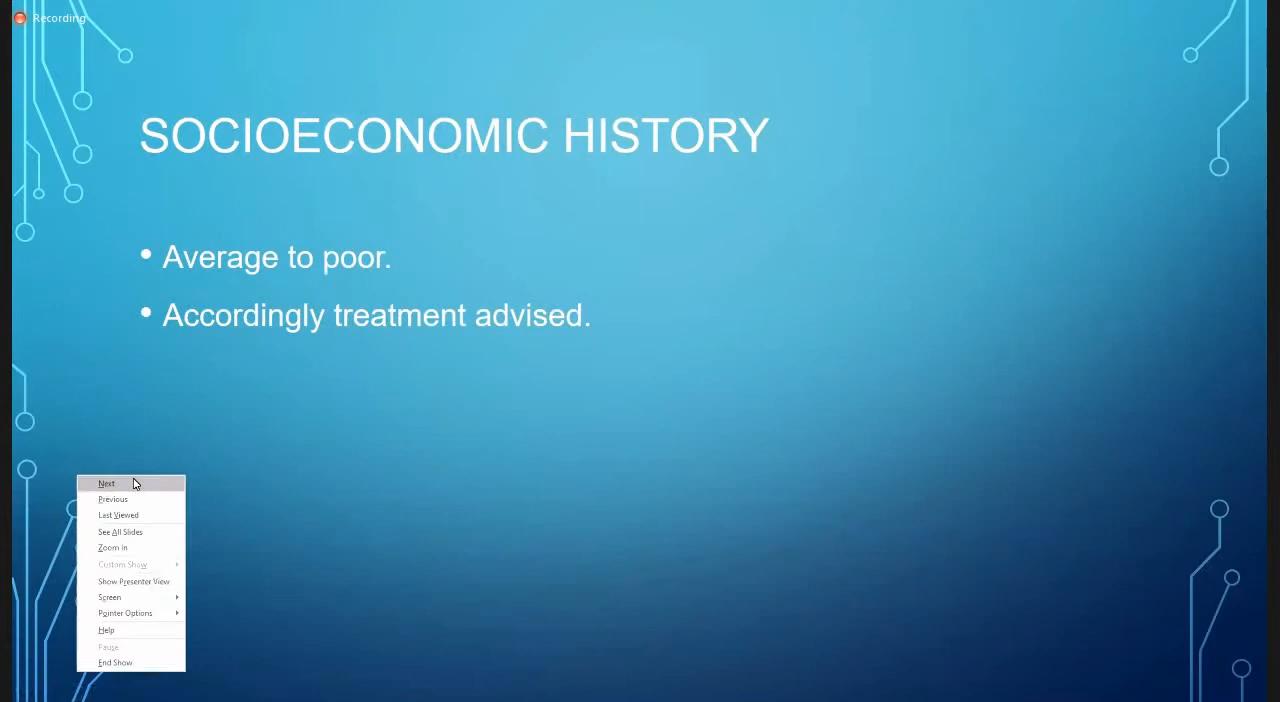 Recording
SOCIOECONOMIC HISTORY
• Average to poor.
• Accordingly treatment advised.
Next
Previous
Last Viewed
See All Slides
Zoom In
Custom Show
Show Presenter View
Screen
Pointer Options
Help
Pause
End Show